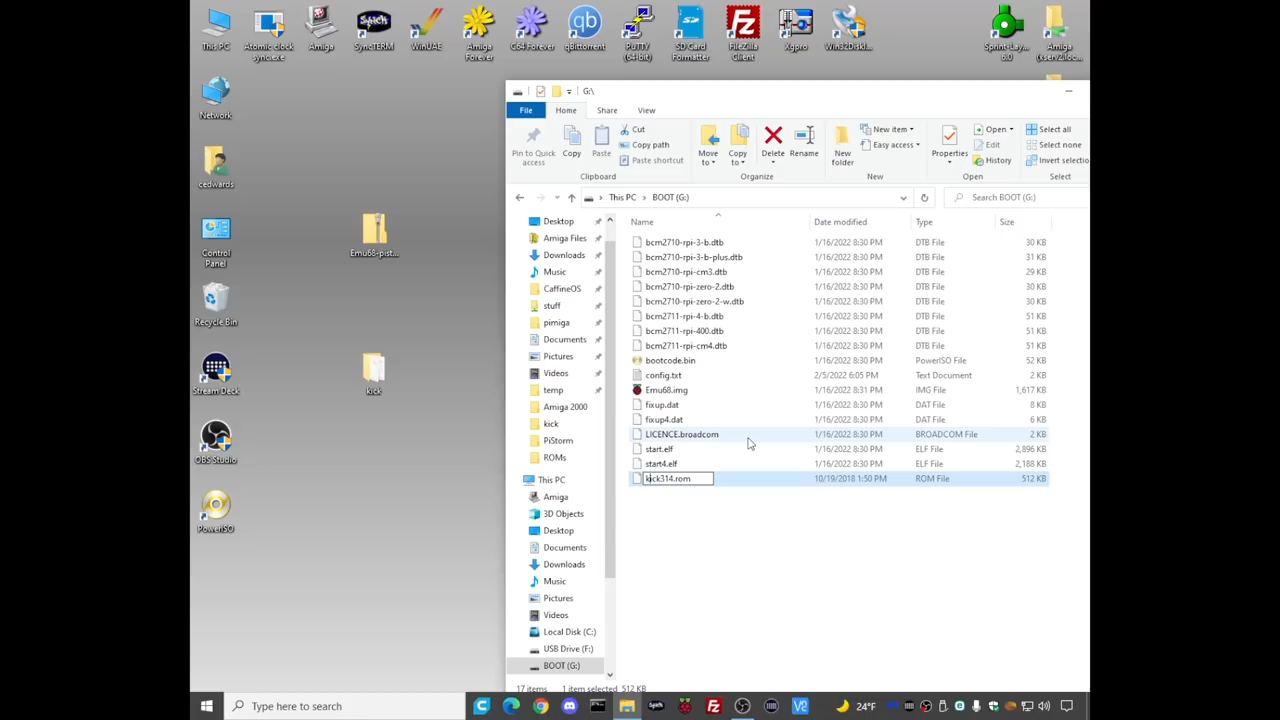 This PC
Atomic clock
sync.exe
Amiga
SyncTERM
WinUAE
Amiga
Forever
C64 Forever
qBittorrent
PuTTY
(64-bit)
SD Card
Formatter
FileZilla
Client
Xgpro
Win32Diskl...
Sprint-Lay...
6.0
Amiga
Network
cedwards
Control
Panel
Emu68-pist...
Recycle Bin
Stream Deck
kick
OBS Studio
PowerISO
G:\
File
Home
Share
View
Pin to Quick
access
Copy
Paste
Cut
Copy path
Paste shortcut
Clipboard
Move
to
Copy
to
Delete
Rename
Organize
New
folder
New item
Easy access
New
Properties
Open
Edit
History
Open
Select all
Select none
Invert selectio
Select
This PC > BOOT (G:)
Search BOOT (G:)
Desktop
Amiga Files
Downloads
Music
CaffineOS
stuff
pimiga
Documents
Pictures
Videos
temp
Amiga 2000
kick
PiStorm
ROMs
This PC
Amiga
3D Objects
Desktop
Documents
Downloads
Music
Pictures
Videos
Local Disk (C:)
USB Drive (F:)
BOOT (G:)
Name Date modified Type Size
bcm2710-rpi-3-b.dtb 1/16/2022 8:30 PM DTB File 30 KB
bcm2710-rpi-3-b-plus.dtb 1/16/2022 8:30 PM DTB File 31 KB
bcm2710-rpi-cm3.dtb 1/16/2022 8:30 PM DTB File 29 KB
bcm2710-rpi-zero-2.dtb 1/16/2022 8:30 PM DTB File 30 KB
bcm2710-rpi-zero-2-w.dtb 1/16/2022 8:30 PM DTB File 30 KB
bcm2711-rpi-4-b.dtb 1/16/2022 8:30 PM DTB File 51 KB
bcm2711-rpi-400.dtb 1/16/2022 8:30 PM DTB File 51 KB
bcm2711-rpi-cm4.dtb 1/16/2022 8:30 PM DTB File 51 KB
bootcode.bin 1/16/2022 8:30 PM PowerISO File 52 KB
config.txt 2/5/2022 6:05 PM Text Document 2 KB
Emu68.img 1/16/2022 8:31 PM IMG File 1,617 KB
fixup.dat 1/16/2022 8:30 PM DAT File 8 KB
fixup4.dat 1/16/2022 8:30 PM DAT File 6 KB
LICENCE.broadcom 1/16/2022 8:30 PM BROADCOM File 2 KB
start.elf 1/16/2022 8:30 PM ELF File 2,896 KB
start4.elf 1/16/2022 8:30 PM ELF File 2,188 KB
kick314.rom 10/19/2018 1:50 PM ROM File 512 KB
17 items 1 item selected 512 KB
Type here to search
24°F